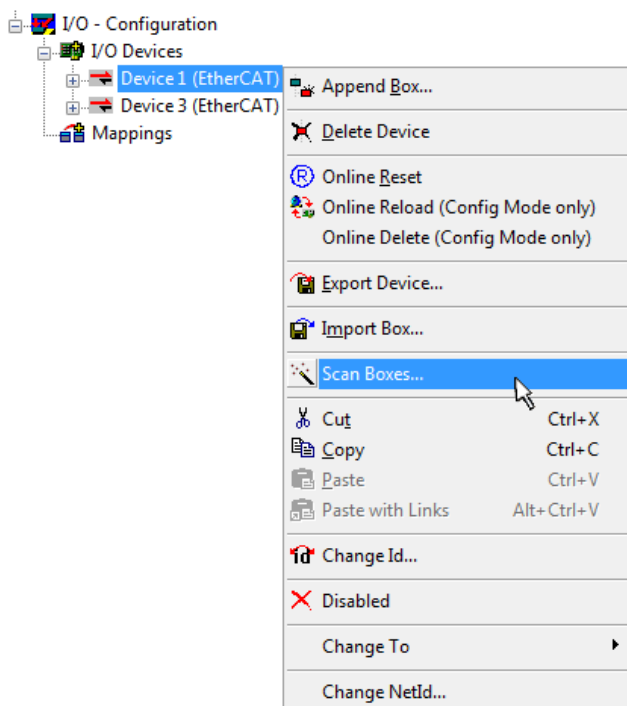 I/O - Configuration
I/O Devices
Device 1 (EtherCAT)
Device 3 (EtherCAT)
Mappings
Append Box...
Delete Device
Online Reset
Online Reload (Config Mode only)
Online Delete (Config Mode only)
Export Device...
Import Box...
Scan Boxes...
Cut Ctrl+X
Copy Ctrl+C
Paste Ctrl+V
Paste with Links Alt+Ctrl+V
Change Id...
Disabled
Change To
Change NetId...